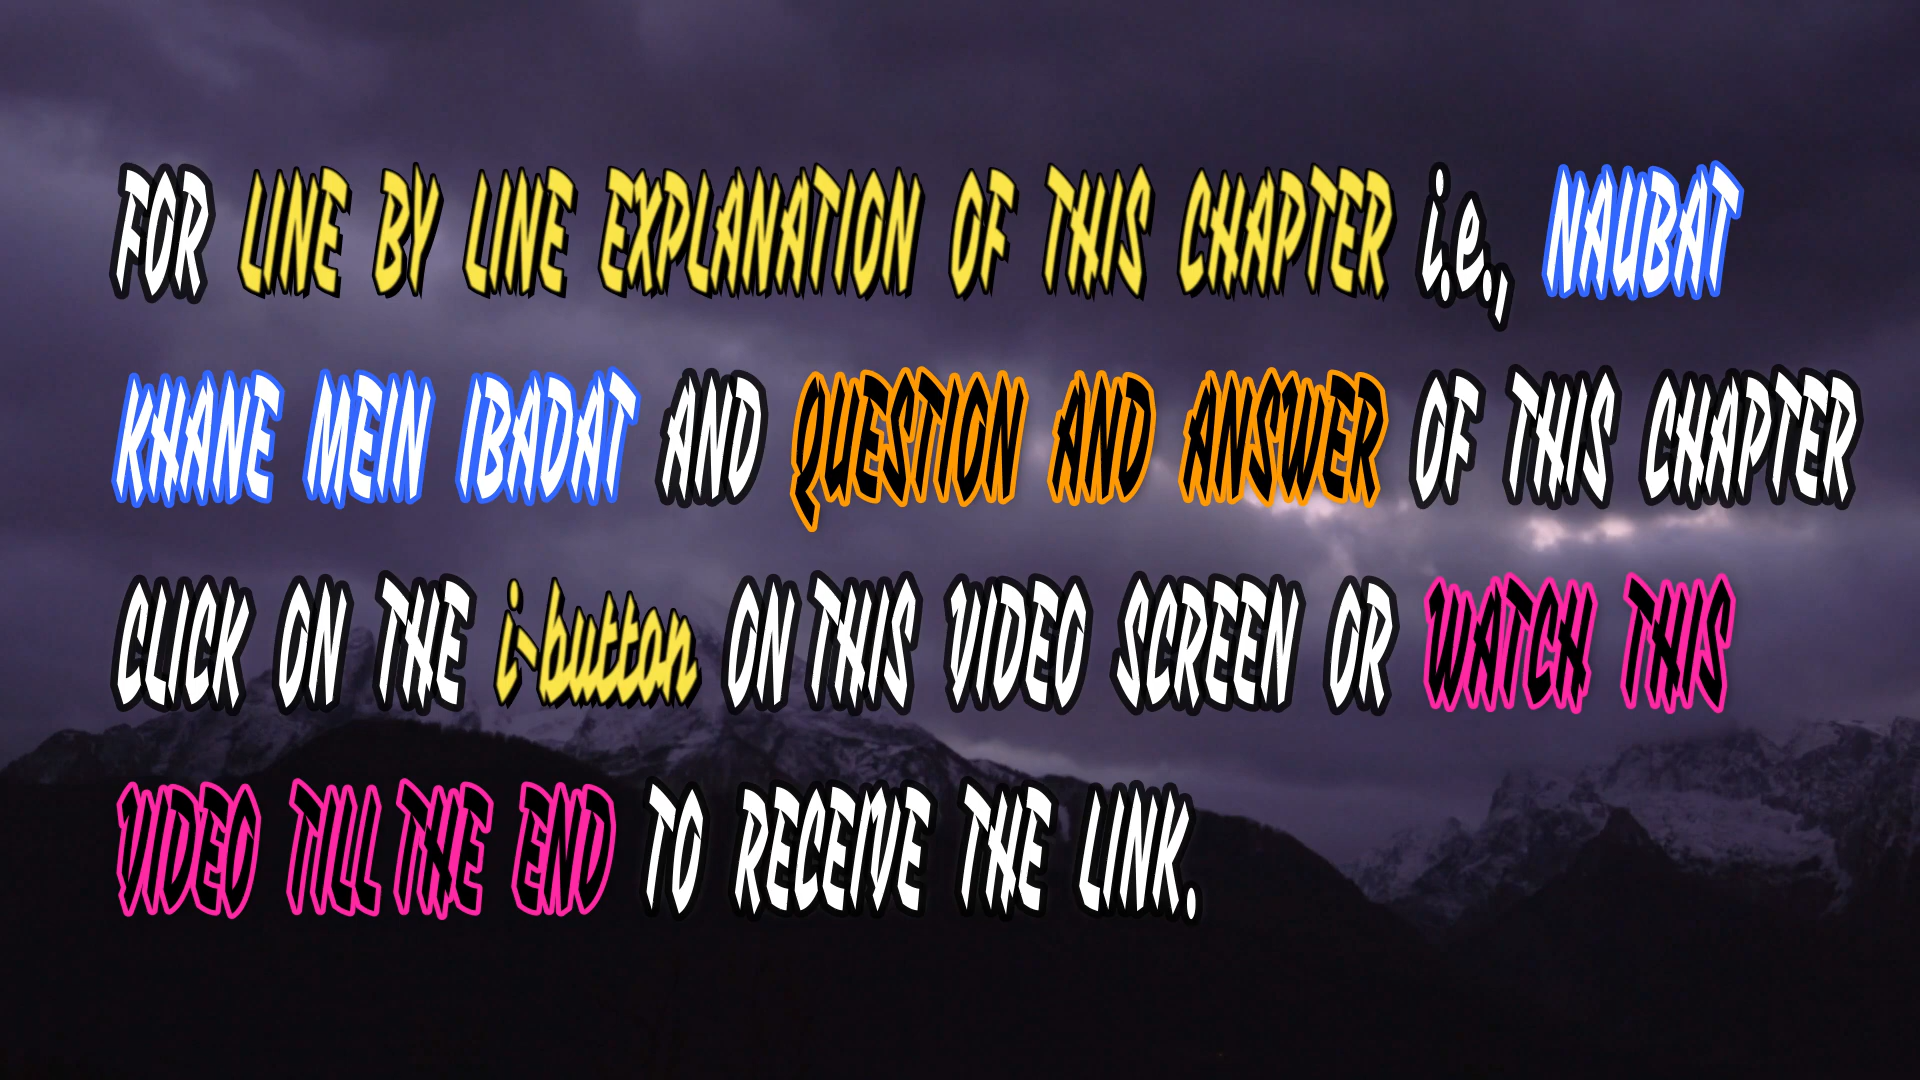 FOR LINE BY LINE EXPLANATION OF THIS CHAPTER i.e., NAUBAT
KHANE MEIN IBADAT AND QUESTION AND ANSWER OF THIS CHAPTER
CLICK ON THE i-button ON THIS VIDEO SCREEN OR WATCH THIS
VIDEO TILL THE END TO RECEIVE THE LINK.